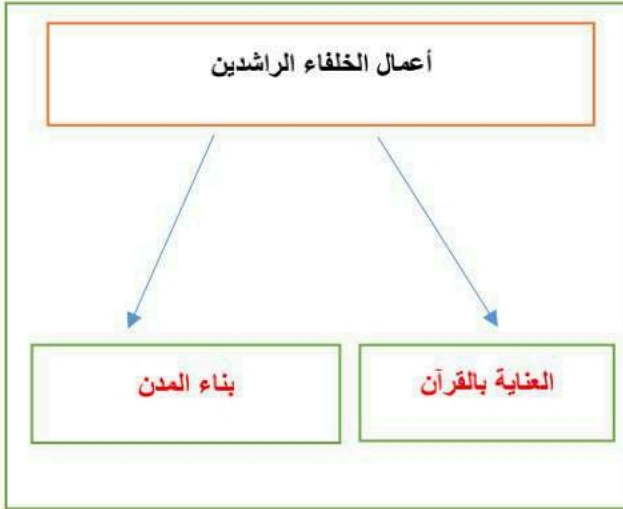 أعمال الخلفاء الراشدين
العناية بالقرآن
بناء المدن